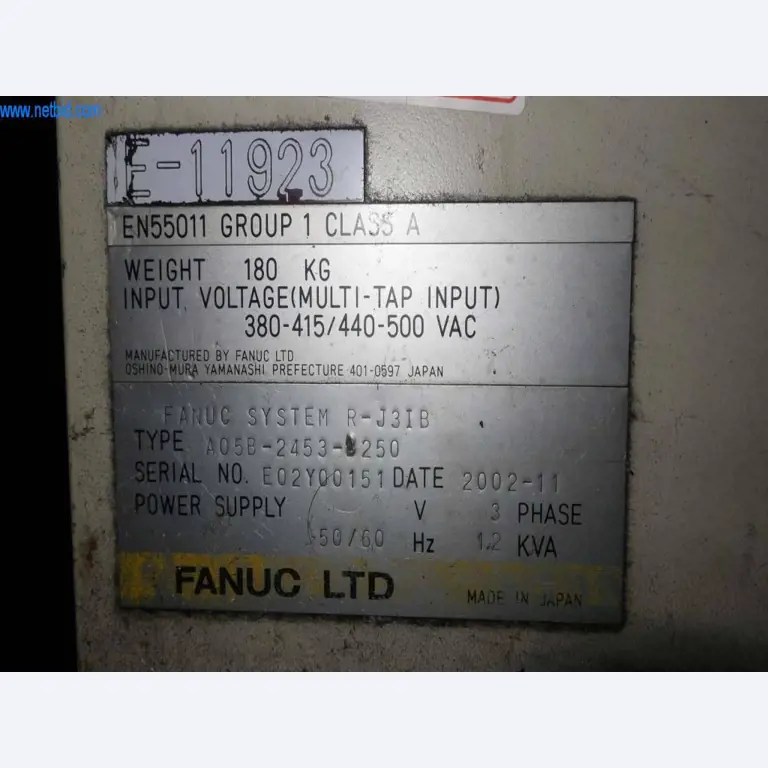 www.netbid.com
E-11923
EN55011 GROUP 1 CLASS A
WEIGHT 180 KG
INPUT VOLTAGE(MULTI-TAP INPUT)
380-415/440-500 VAC
MANUFACTURED BY FANUC LTD
OSHINO-MURA YAMANASHI PREFECTURE 401-0597 JAPAN
FANUC SYSTEM R-J3IB
TYPE
SERIAL NO. E02Y00151 DATE 2002-11
POWER SUPPLY V 3 PHASE
50/60 Hz KVA
FANUC LTD
MADE IN JAPAN